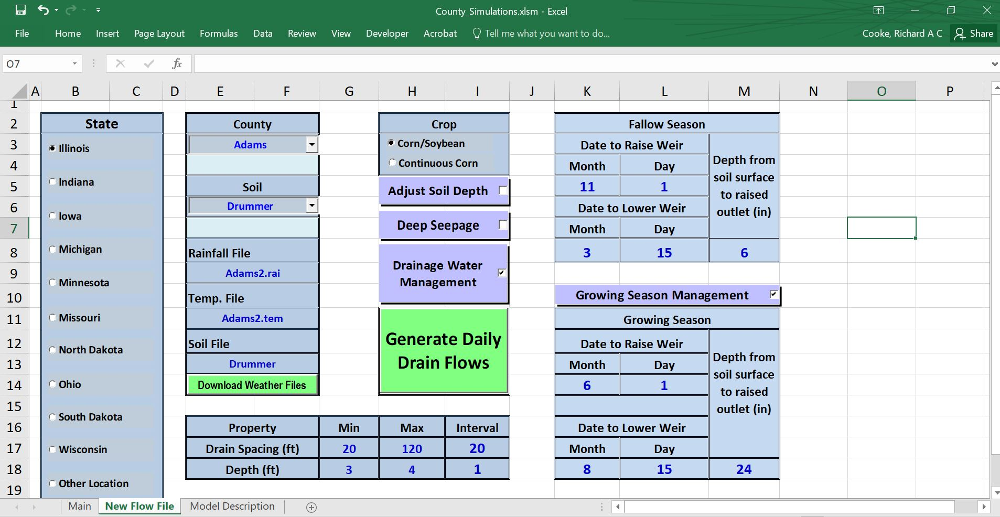 County_Simulations.xlsm - Excel
File Home Insert Page Layout Formulas Data Review View Developer Acrobat Tell me what you want to do... Cooke, Richard A C Share
O7 fx
A B C D E F G H I J K L M N O P
1
2
3
4
5
6
7
8
9
10
11
12
13
14
15
16
17
18
19
State
Illinois
Indiana
Iowa
Michigan
Minnesota
Missouri
North Dakota
Ohio
South Dakota
Wisconsin
Other Location
County
Adams
Soil
Drummer
Rainfall File
Adams2.rai
Temp. File
Adams2.tem
Soil File
Drummer
Download Weather Files
Crop
Corn/Soybean
Continuous Corn
Adjust Soil Depth
Deep Seepage
Drainage Water
Management
Generate Daily
Drain Flows
Property Min Max Interval
Drain Spacing (ft) 20 120 20
Depth (ft) 3 4 1
Fallow Season
Date to Raise Weir
Month Day
11 1
Date to Lower Weir
Month Day
3 15
Depth from
soil surface
to raised
outlet (in)
6
Growing Season Management
Growing Season
Date to Raise Weir
Month Day
6 1
Date to Lower Weir
Month Day
8 15
Depth from
soil surface
to raised
outlet (in)
24
Main New Flow File Model Description